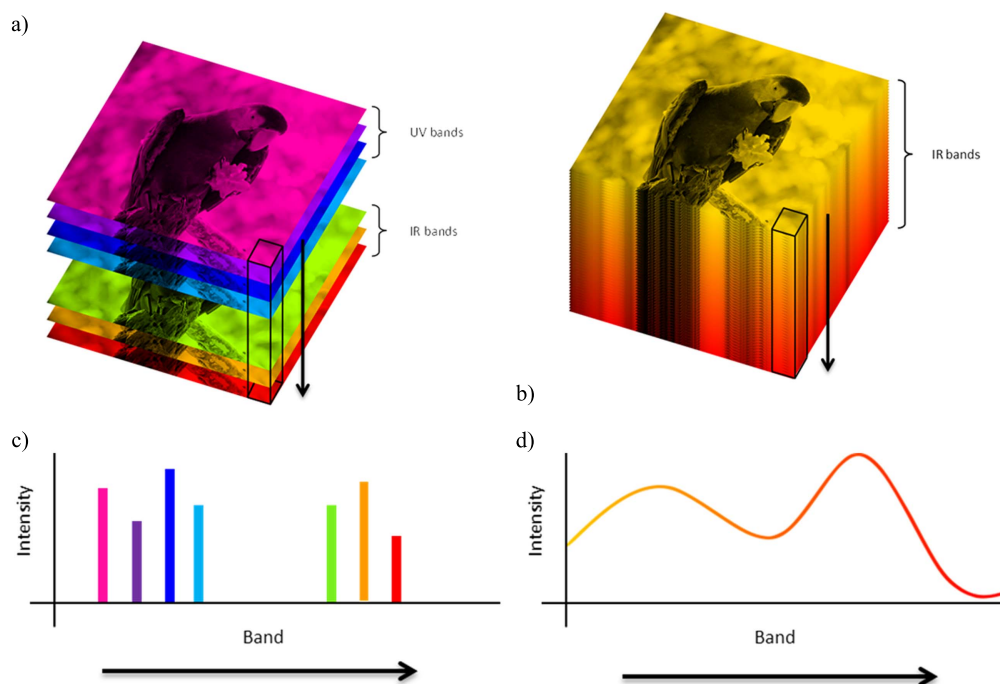 a)
UV bands
IR bands
IR bands
b)
c)
Intensity
Band
d)
Intensity
Band